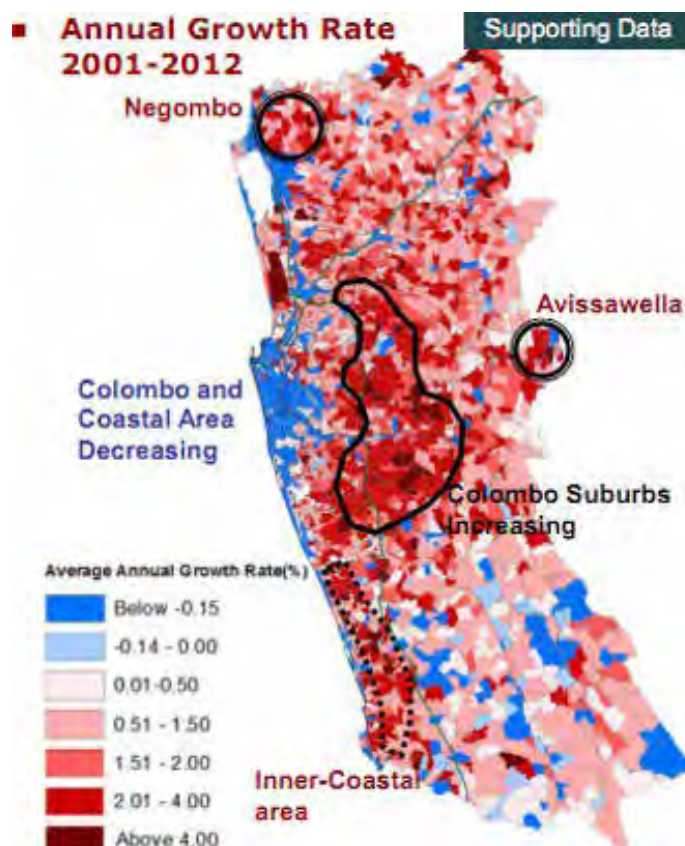 Annual Growth Rate
2001-2012
Supporting Data
Negombo
Avissawella
Colombo and
Coastal Area
Decreasing
Colombo Suburbs
Increasing
Average Annual Growth Rate(%)
Below -0.15
-0.14 - 0.00
0.01-0.50
0.51 - 1.50
1.51 - 2.00
2.01 - 4.00
Above 4.00
Inner-Coastal
area